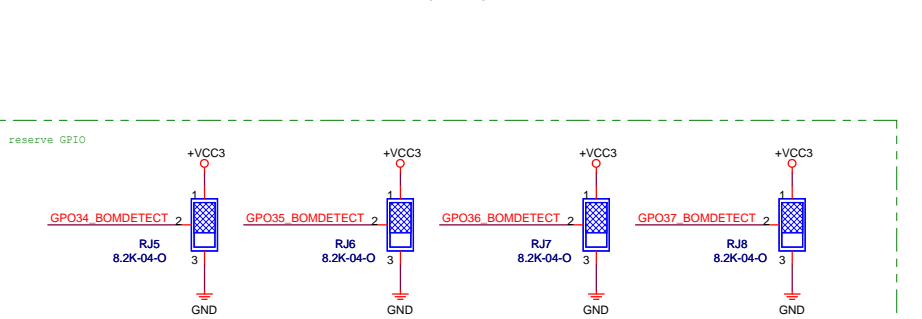 reserve GPIO
+VCC3 +VCC3 +VCC3 +VCC3
1 1 1 1
GPO34_BOMDETECT 2 GPO35_BOMDETECT 2 GPO36_BOMDETECT 2 GPO37_BOMDETECT 2
RJ5 RJ6 RJ7 RJ8
8.2K-04-O 3 8.2K-04-O 3 8.2K-04-O 3 8.2K-04-O 3
GND GND GND GND